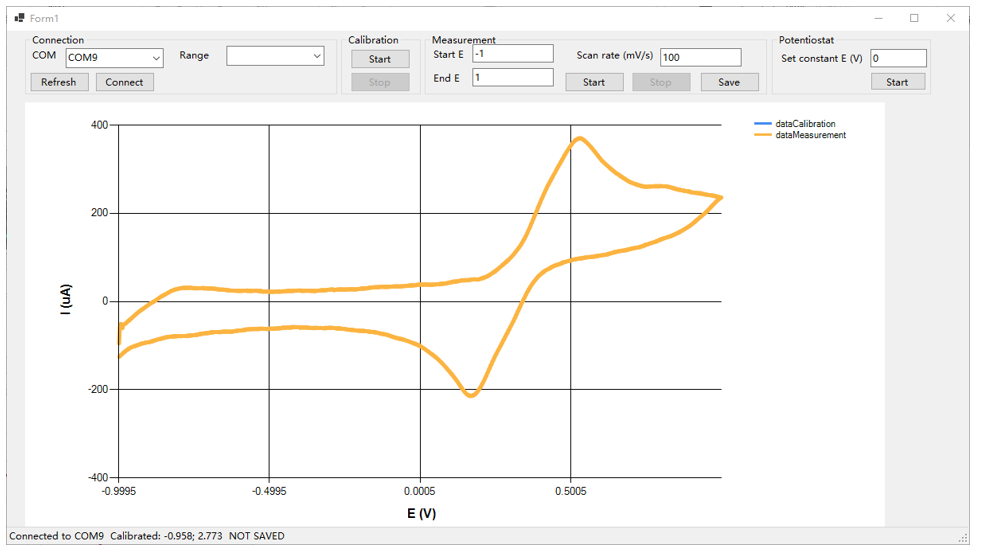 Form1
Connection
COM COM9 Range
Refresh Connect
Calibration
Start
Stop
Measurement
Start E -1 Scan rate (mV/s) 100
End E 1 Start Stop Save
Potentiostat
Set constant E (V) 0
Start
dataCalibration
dataMeasurement
400
200
0
-200
-400
I (uA)
-0.9995 -0.4995 0.0005 0.5005
E (V)
Connected to COM9 Calibrated: -0.958; 2.773 NOT SAVED